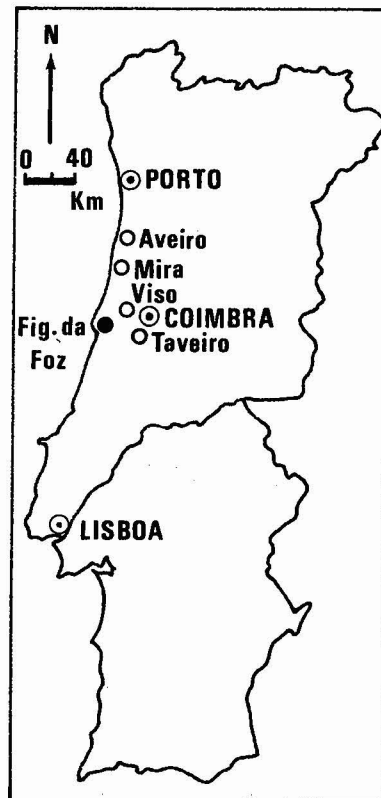 N
0 40
Km
PORTO
Aveiro
Mira
Viso
COIMBRA
Fig. da
Foz
Taveiro
LISBOA